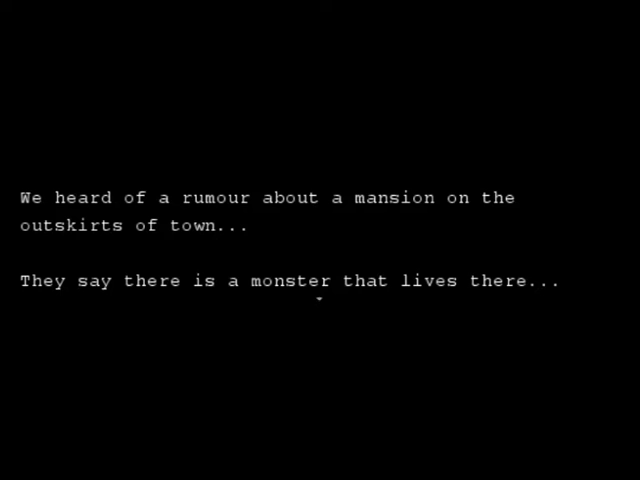 We heard of a rumour about a mansion on the
outskirts of town...
They say there is a monster that lives there...